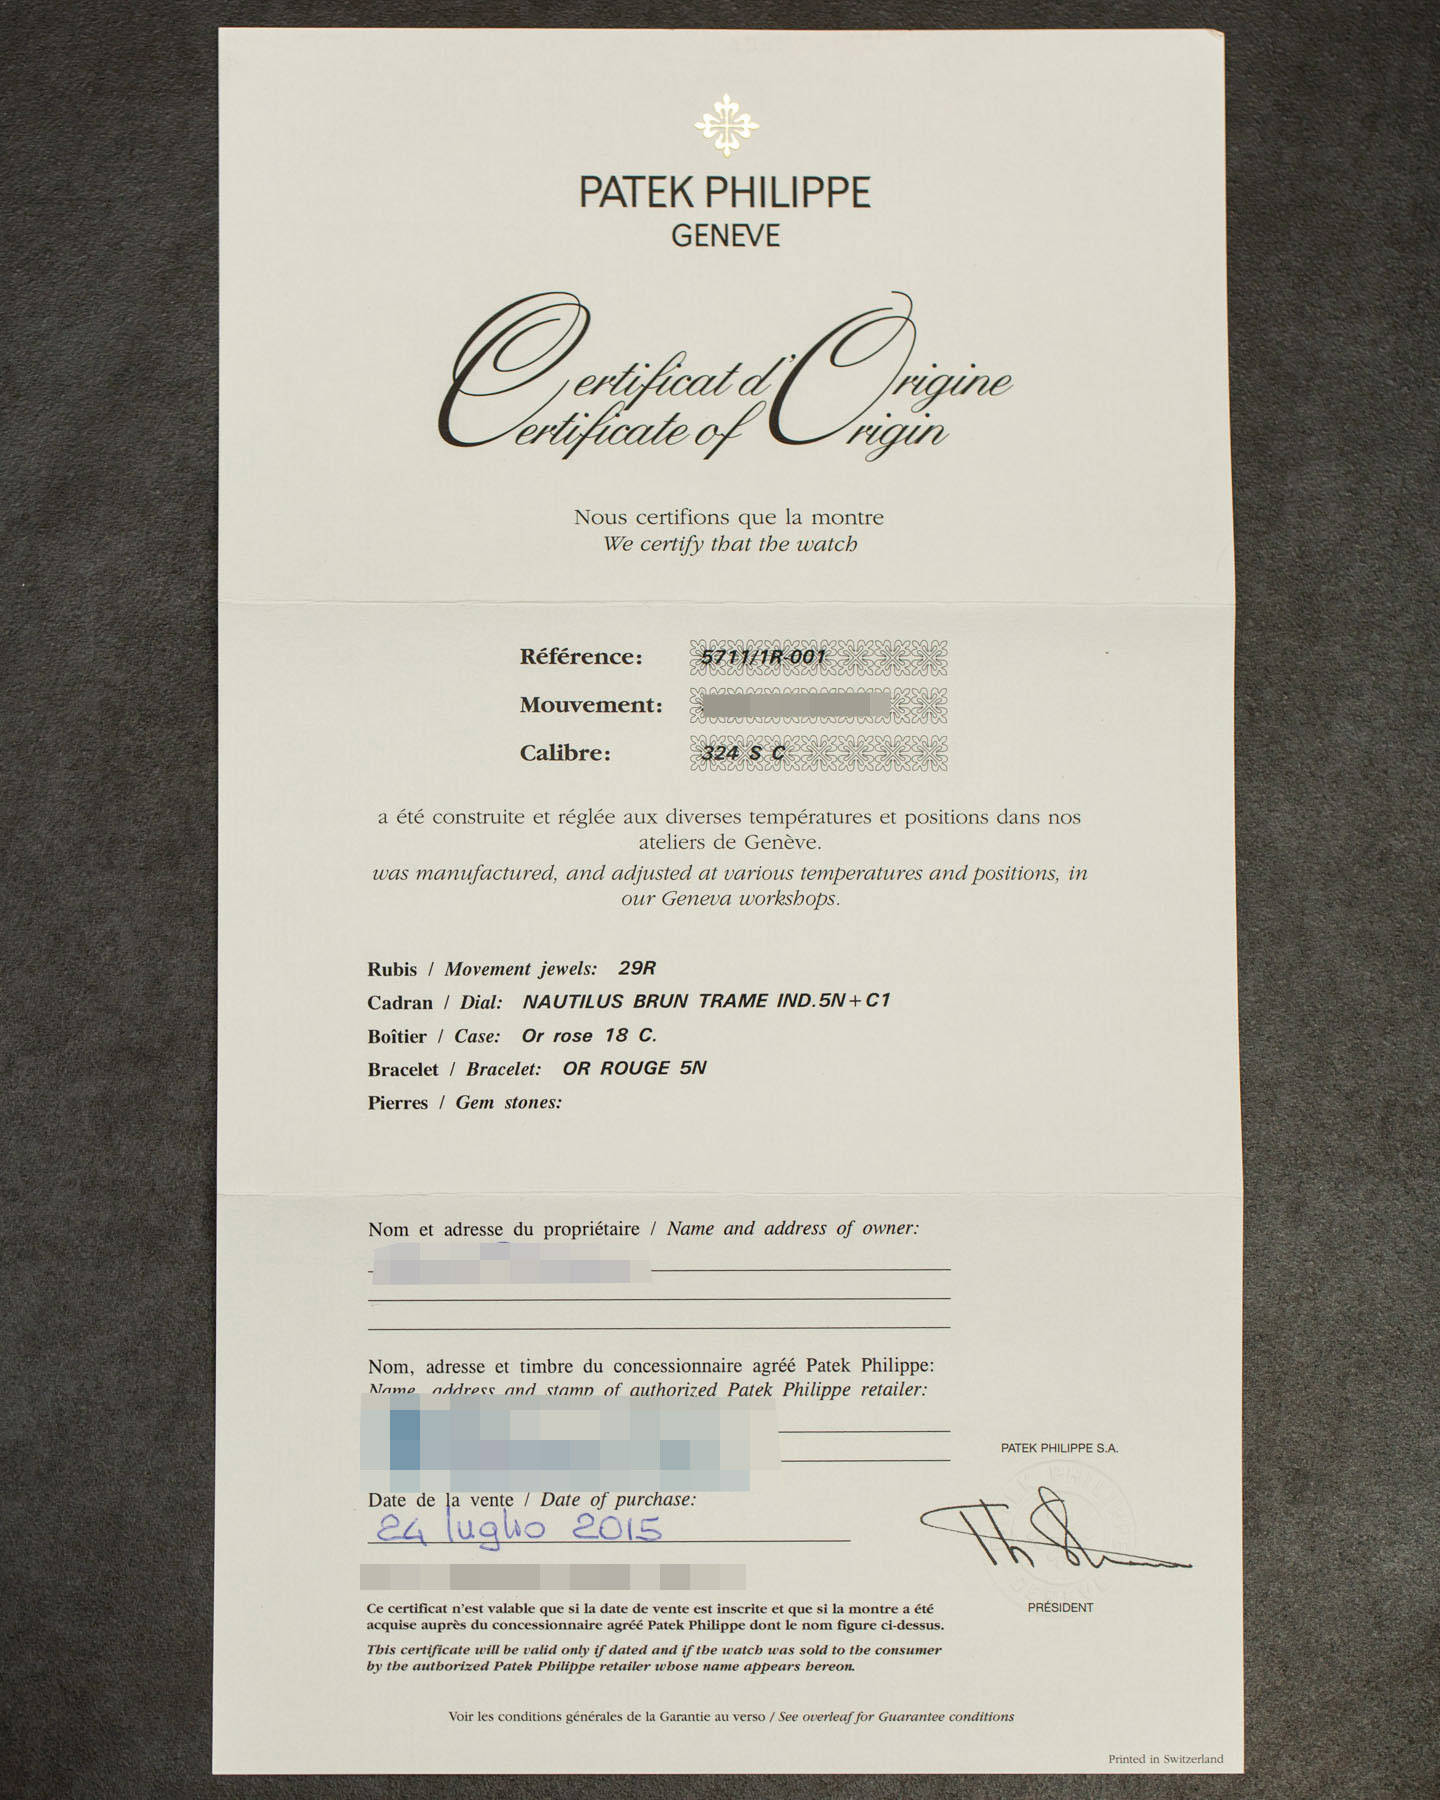 PATEK PHILIPPE
GENEVE
Certificat d'Origine
Certificate of Origin
Nous certifions que la montre
We certify that the watch
Référence: 5711/1R-001
Mouvement:
Calibre: 324 S C
a été construite et réglée aux diverses températures et positions dans nos
ateliers de Genève.
was manufactured, and adjusted at various temperatures and positions, in
our Geneva workshops.
Rubis / Movement jewels: 29R
Cadran / Dial: NAUTILUS BRUN TRAME IND.5N+C1
Boîtier / Case: Or rose 18 C.
Bracelet / Bracelet: OR ROUGE 5N
Pierres / Gem stones:
Nom et adresse du propriétaire / Name and address of owner:
Nom, adresse et timbre du concessionnaire agréé Patek Philippe:
Name, address and stamp of authorized Patek Philippe retailer:
PATEK PHILIPPE S.A.
Date de la vente / Date of purchase:
24 luglio 2015
PRÉSIDENT
Ce certificat n'est valable que si la date de vente est inscrite et que si la montre a été
acquise auprès du concessionnaire agréé Patek Philippe dont le nom figure ci-dessus.
This certificate will be valid only if dated and if the watch was sold to the consumer
by the authorized Patek Philippe retailer whose name appears hereon.
Voir les conditions générales de la Garantie au verso / See overleaf for Guarantee conditions
Printed in Switzerland